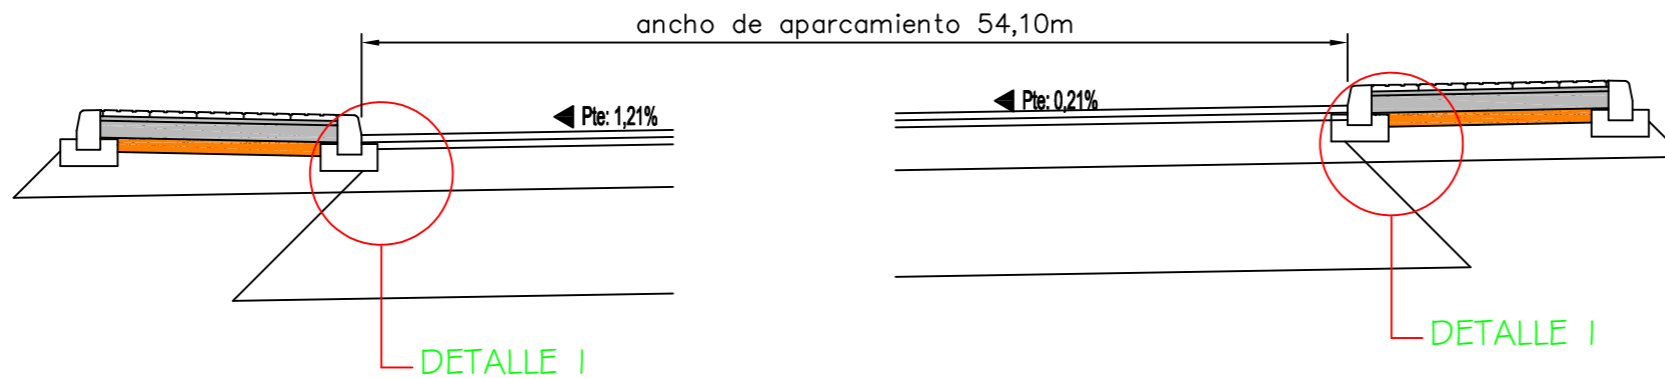 ancho de aparcamiento 54,10m
Pte: 1,21%
Pte: 0,21%
DETALLE 1
DETALLE 1